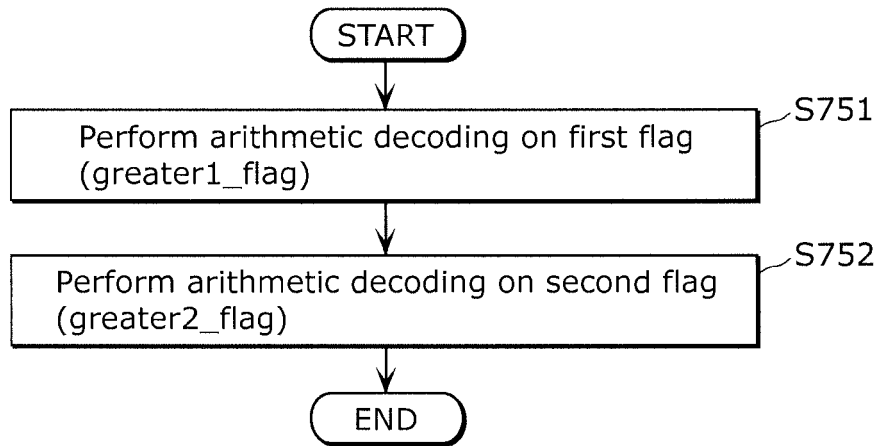 START
S751
Perform arithmetic decoding on first flag
(greater1_flag)
S752
Perform arithmetic decoding on second flag
(greater2_flag)
END